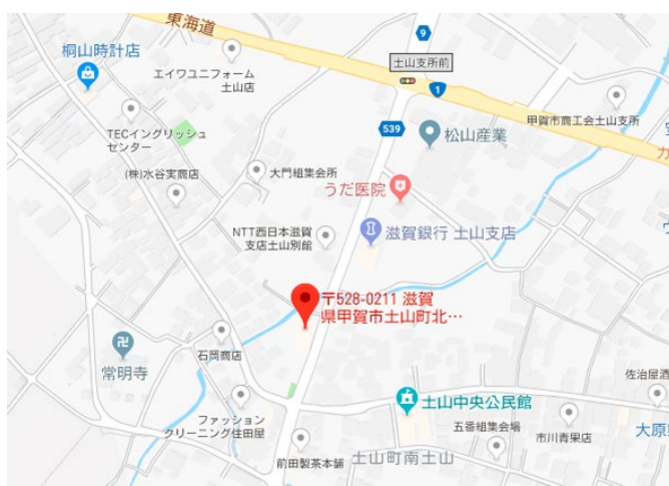 東海道
9
桐山時計店
エイワユニフォーム
土山店
土山支所前
1
TECイングリッシュ
センター
539
松山産業
甲賀市商工会土山支所
(株)水谷実商店
大門組集会所
うだ医院
NTT西日本滋賀
支店土山別館
滋賀銀行 土山支店
〒528-0211 滋賀
県甲賀市土山町北…
常明寺
石岡商店
佐治屋酒
土山中央公民館
ファッション
クリーニング住田屋
五番組集会場
市川青果店
大原
前田製茶本舗
土山町南土山